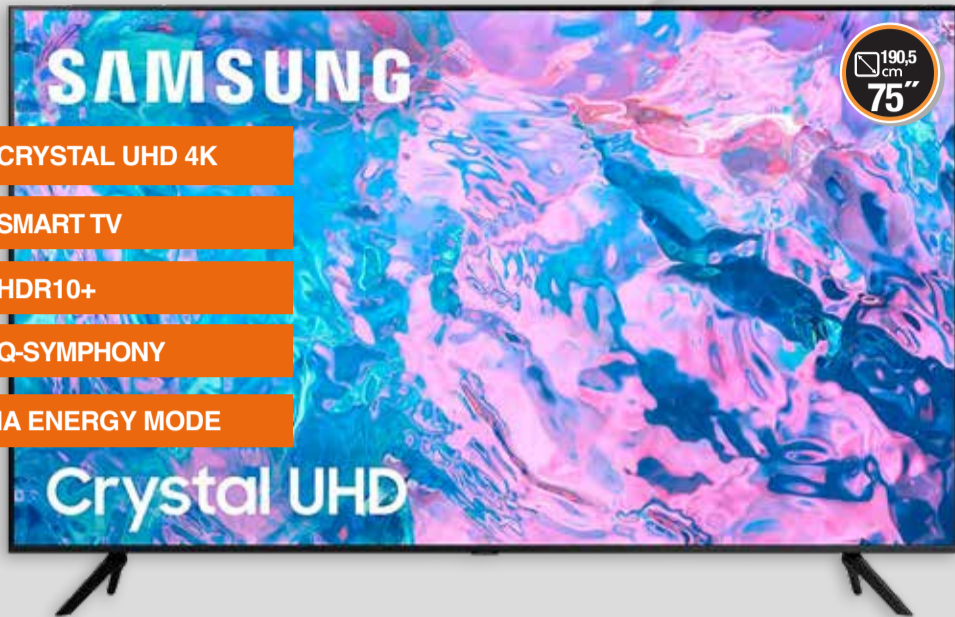 SAMSUNG
190,5
cm
75″
CRYSTAL UHD 4K
SMART TV
HDR10+
Q-SYMPHONY
IA ENERGY MODE
Crystal UHD